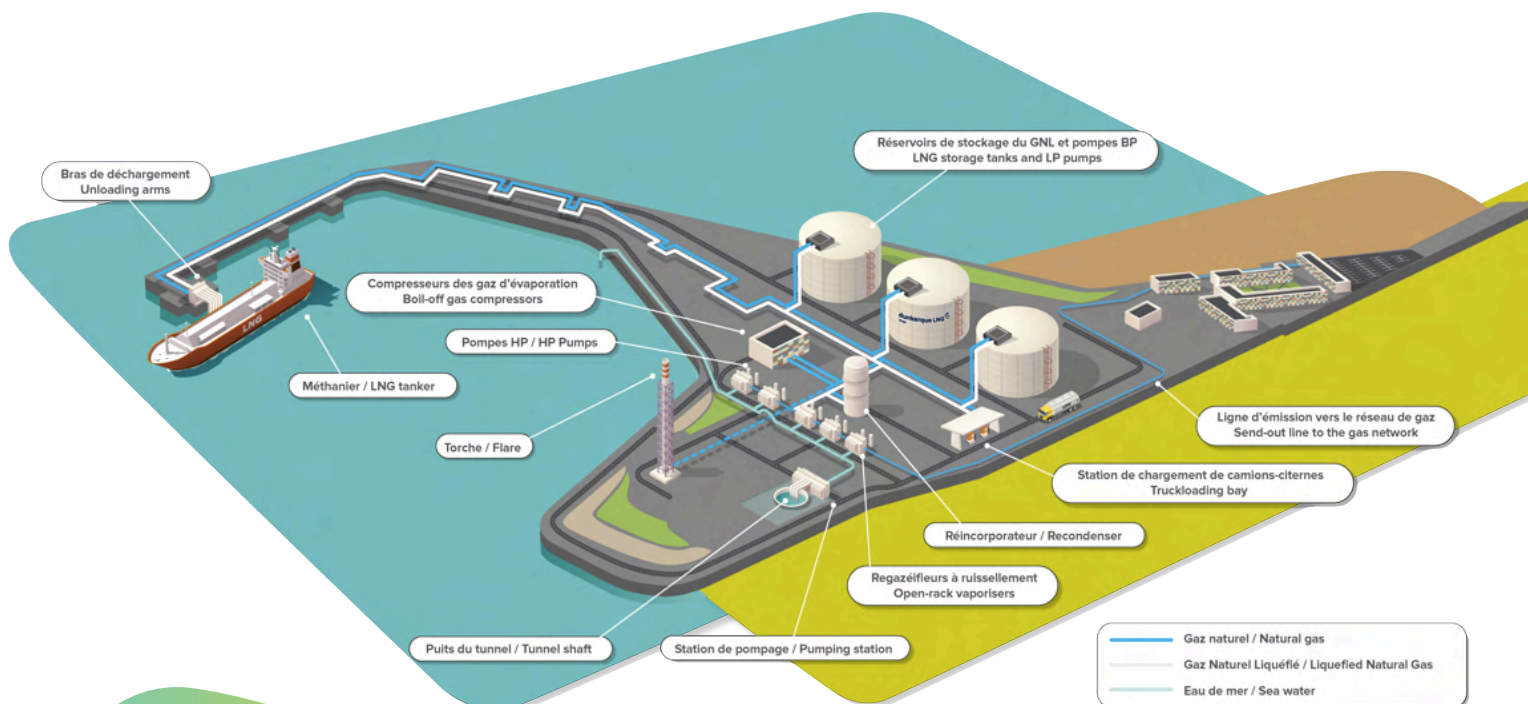 Réservoirs de stockage du GNL et pompes BP
LNG storage tanks and LP pumps
Bras de déchargement
Unloading arms
Compresseurs des gaz d'évaporation
Boil-off gas compressors
dunkerque LNG
Pompes HP / HP Pumps
LNG
Méthanier / LNG tanker
Torche / Flare
Ligne d'émission vers le réseau de gaz
Send-out line to the gas network
Station de chargement de camions-citernes
Truckloading bay
Réincorporateur / Recondenser
Regazéifieurs à ruissellement
Open-rack vaporisers
Puits du tunnel / Tunnel shaft
Station de pompage / Pumping station
Gaz naturel / Natural gas
Gaz Naturel Liquéfié / Liquefied Natural Gas
Eau de mer / Sea water